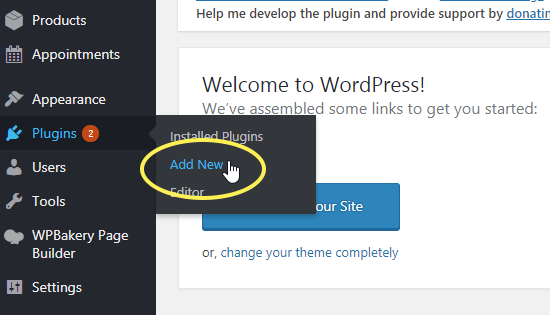 Help me develop the plugin and provide support by donatin
Products
Appointments
Appearance
Plugins 2
Users
Tools
WPBakery Page
Builder
Settings
Installed Plugins
Add New
Editor
Welcome to WordPress!
We've assembled some links to get you started:
our Site
or, change your theme completely